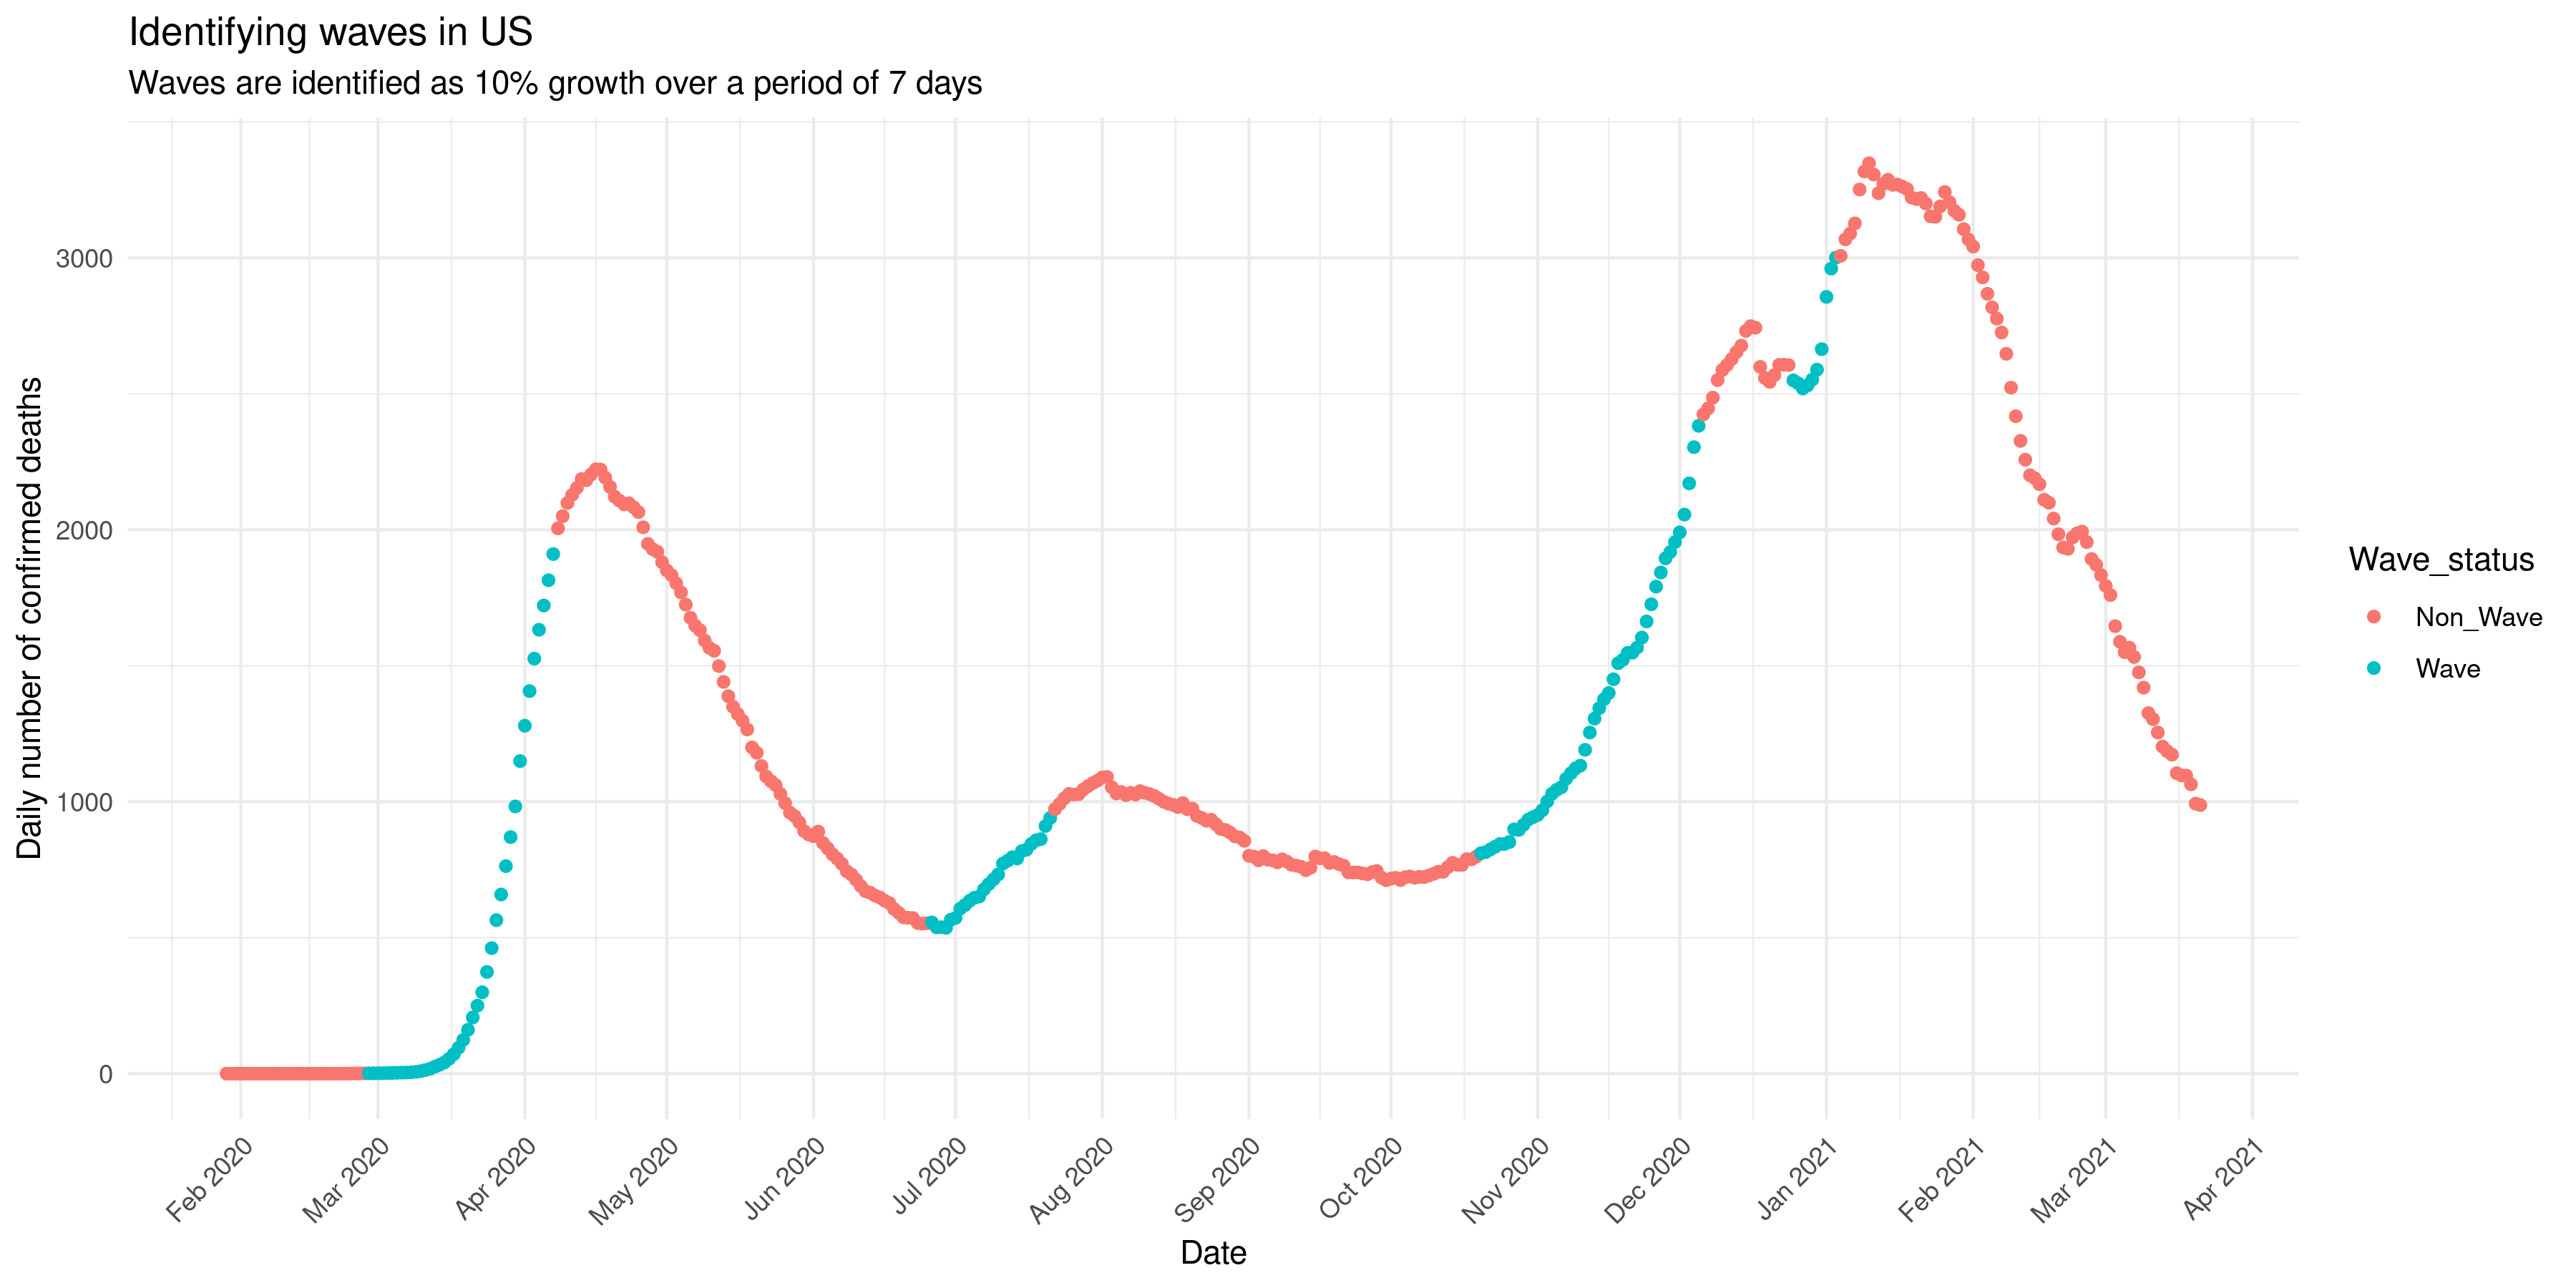 Identifying waves in US
Waves are identified as 10% growth over a period of 7 days
Daily number of confirmed deaths
3000
2000
1000
0
Feb 2020
Mar 2020
Apr 2020
May 2020
Jun 2020
Jul 2020
Aug 2020
Sep 2020
Oct 2020
Nov 2020
Dec 2020
Jan 2021
Feb 2021
Mar 2021
Apr 2021
Date
Wave_status
Non_Wave
Wave